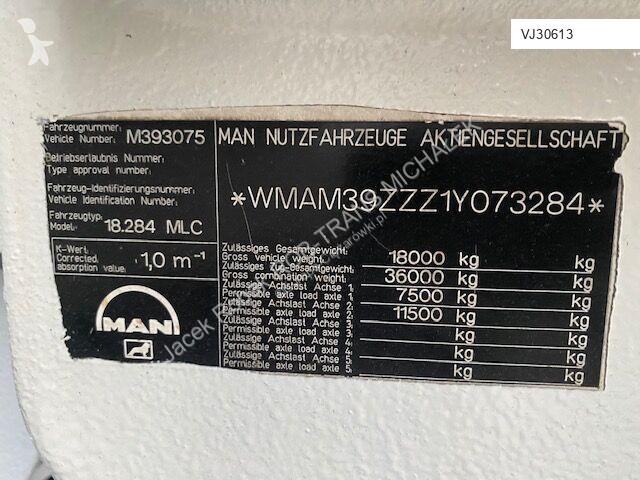 VJ30613
Fahrzeugnummer:
Vehicle Number: M393075
MAN NUTZFAHRZEUGE AKTIENGESELLSCHAFT
Betriebserlaubnis Nummer:
Type approval number:
Fahrzeug-Identifizierungsnummer:
Vehicle Identification Number:
*WMAM39ZZZ1Y073284*
Fahrzeugtyp:
Model: 18.284 MLC
K-Wert:
Corrected
absorption value: 1,0 m⁻¹
MAN
Zulässiges Gesamtgewicht:
Gross vehicle weight: 18000 kg kg
Zulässiges Zug-Gesamtgewicht:
Gross combination weight: 36000 kg kg
Zulässige Achslast Achse 1:
Permissible axle load axle 1: 7500 kg kg
Zulässige Achslast Achse 2:
Permissible axle load axle 2: 11500 kg kg
Zulässige Achslast Achse 3:
Permissible axle load axle 3: kg kg
Zulässige Achslast Achse 4:
Permissible axle load axle 4: kg kg
Zulässige Achslast Achse 5:
Permissible axle load axle 5: kg kg